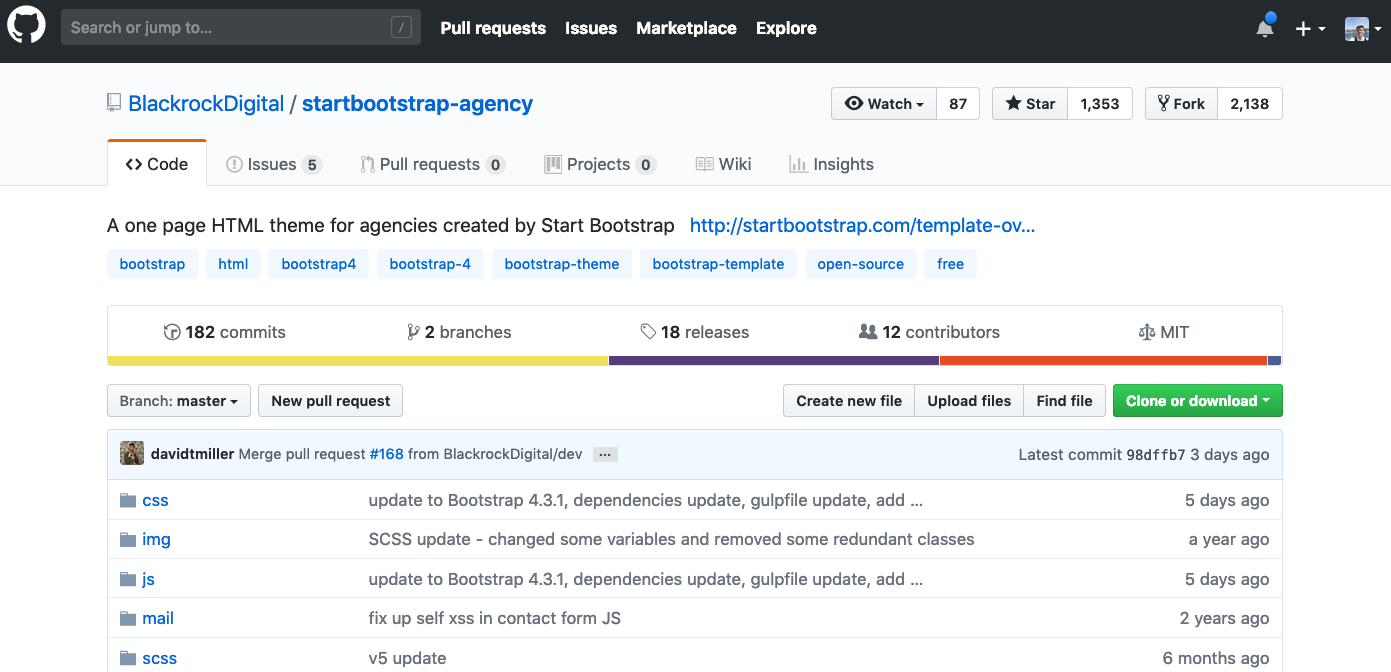 Search or jump to... / Pull requests Issues Marketplace Explore
BlackrockDigital / startbootstrap-agency Watch 87 Star 1,353 Fork 2,138
Code Issues 5 Pull requests 0 Projects 0 Wiki Insights
A one page HTML theme for agencies created by Start Bootstrap http://startbootstrap.com/template-ov...
bootstrap html bootstrap4 bootstrap-4 bootstrap-theme bootstrap-template open-source free
182 commits 2 branches 18 releases 12 contributors MIT
Branch: master New pull request Create new file Upload files Find file Clone or download
davidtmiller Merge pull request #168 from BlackrockDigital/dev ... Latest commit 98dffb7 3 days ago
css update to Bootstrap 4.3.1, dependencies update, gulpfile update, add ... 5 days ago
img SCSS update - changed some variables and removed some redundant classes a year ago
js update to Bootstrap 4.3.1, dependencies update, gulpfile update, add ... 5 days ago
mail fix up self xss in contact form JS 2 years ago
scss v5 update 6 months ago